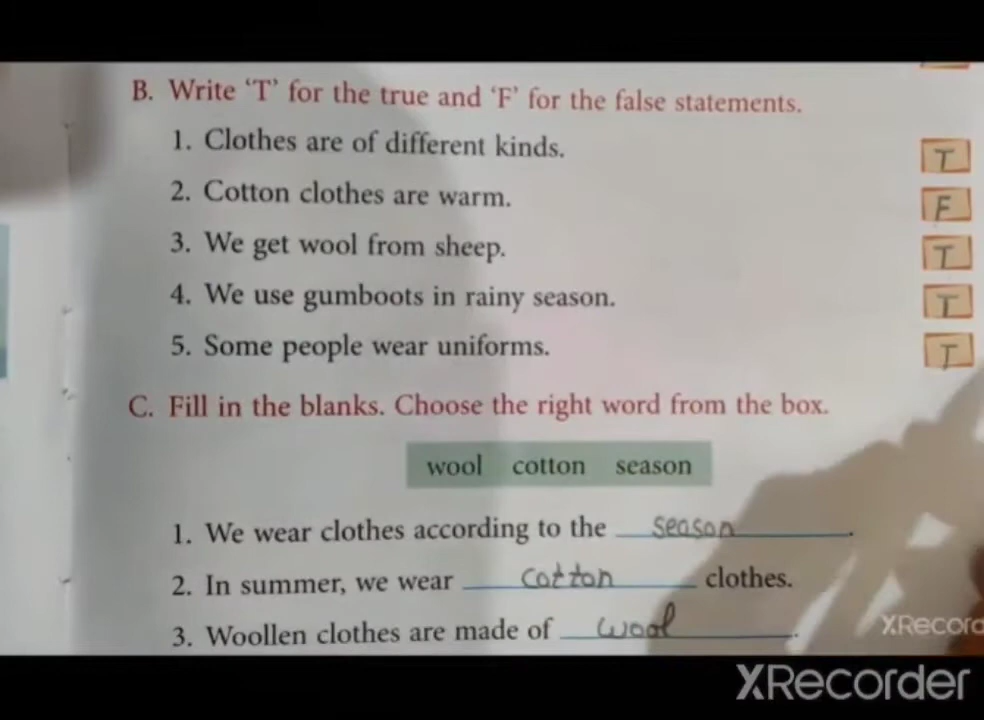 B. Write 'T' for the true and 'F' for the false statements.
1. Clothes are of different kinds. T
2. Cotton clothes are warm. F
3. We get wool from sheep. T
4. We use gumboots in rainy season. T
5. Some people wear uniforms. T
C. Fill in the blanks. Choose the right word from the box.
wool cotton season
1. We wear clothes according to the season.
2. In summer, we wear cotton clothes.
3. Woollen clothes are made of wool.
XRecord
XRecorder